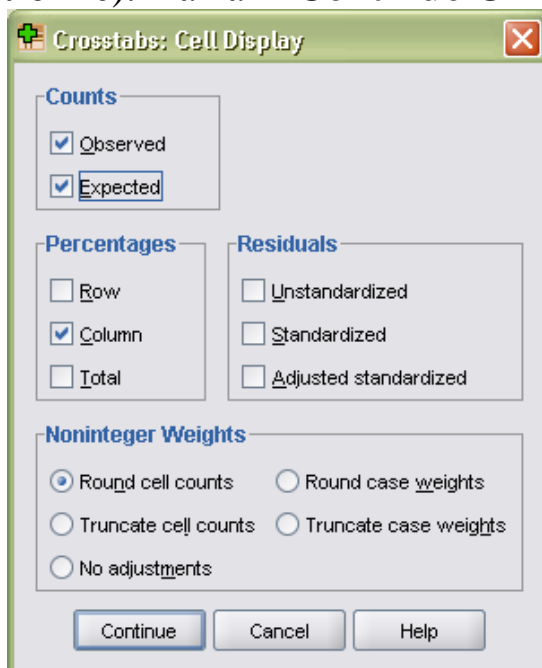 Crosstabs: Cell Display
Counts
Observed
Expected
Percentages
Row
Column
Total
Residuals
Unstandardized
Standardized
Adjusted standardized
Noninteger Weights
Round cell counts Round case weights
Truncate cell counts Truncate case weights
No adjustments
Continue Cancel Help